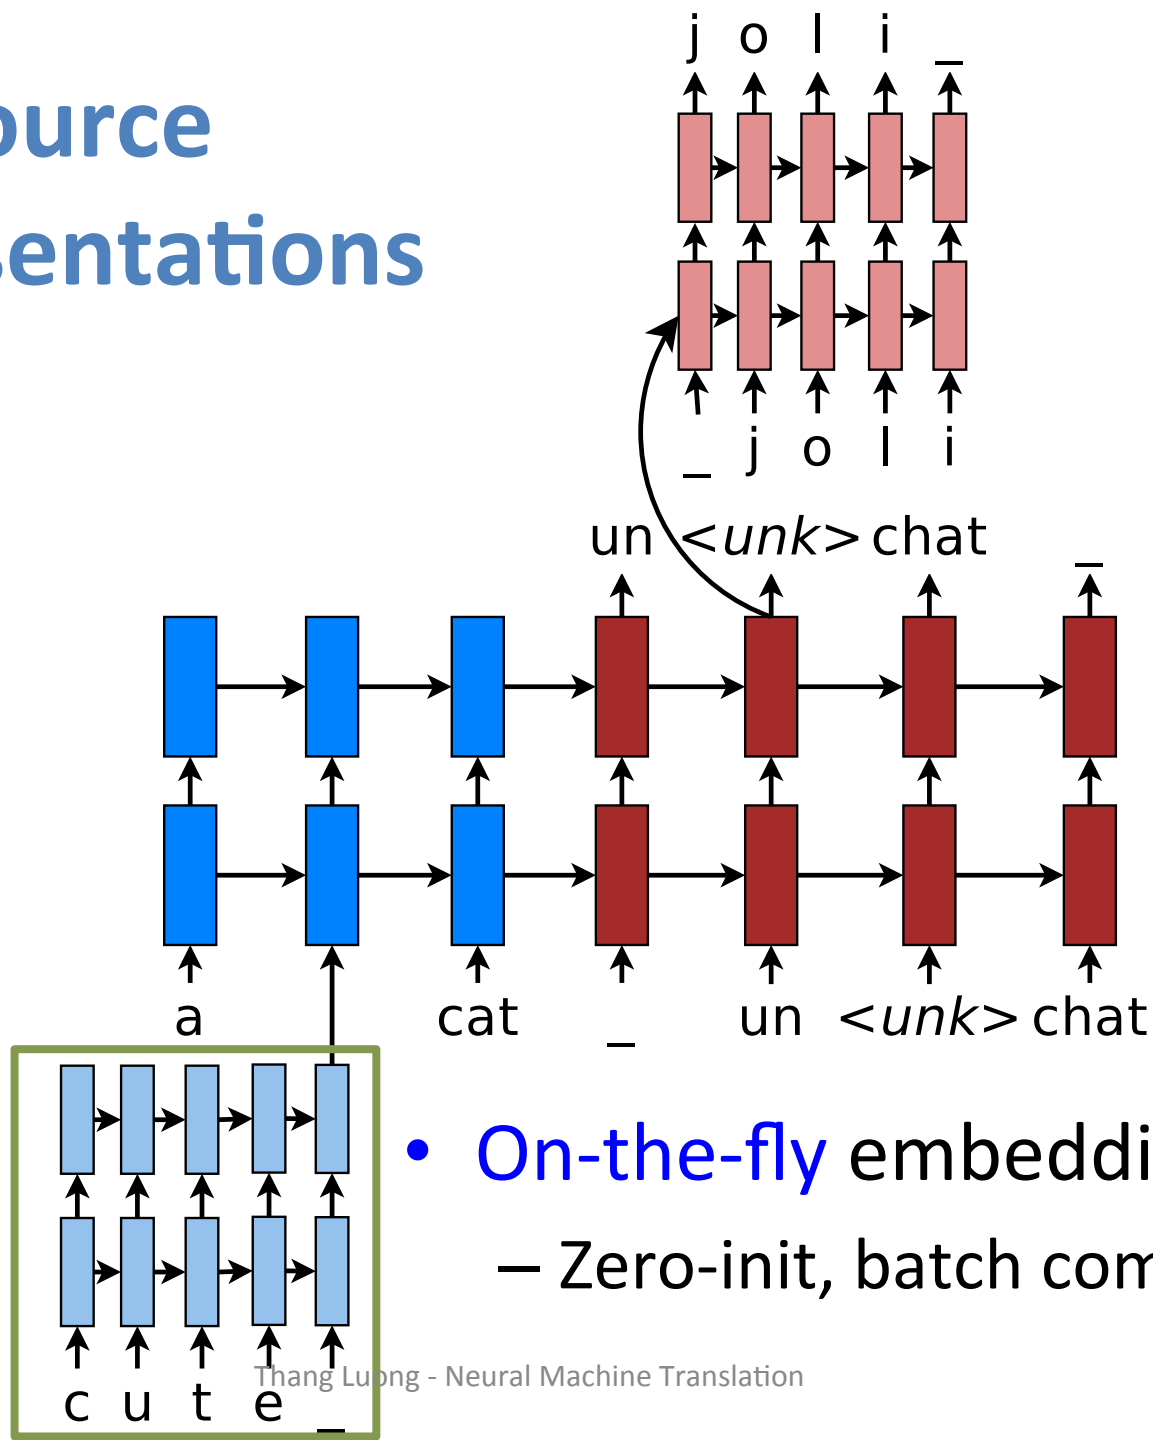 j o l i _
ource
sentations
_ j o l i
un <unk> chat _
a cat _ un <unk> chat
• On-the-fly embeddi
– Zero-init, batch com
Thang Luong - Neural Machine Translation
c u t e _